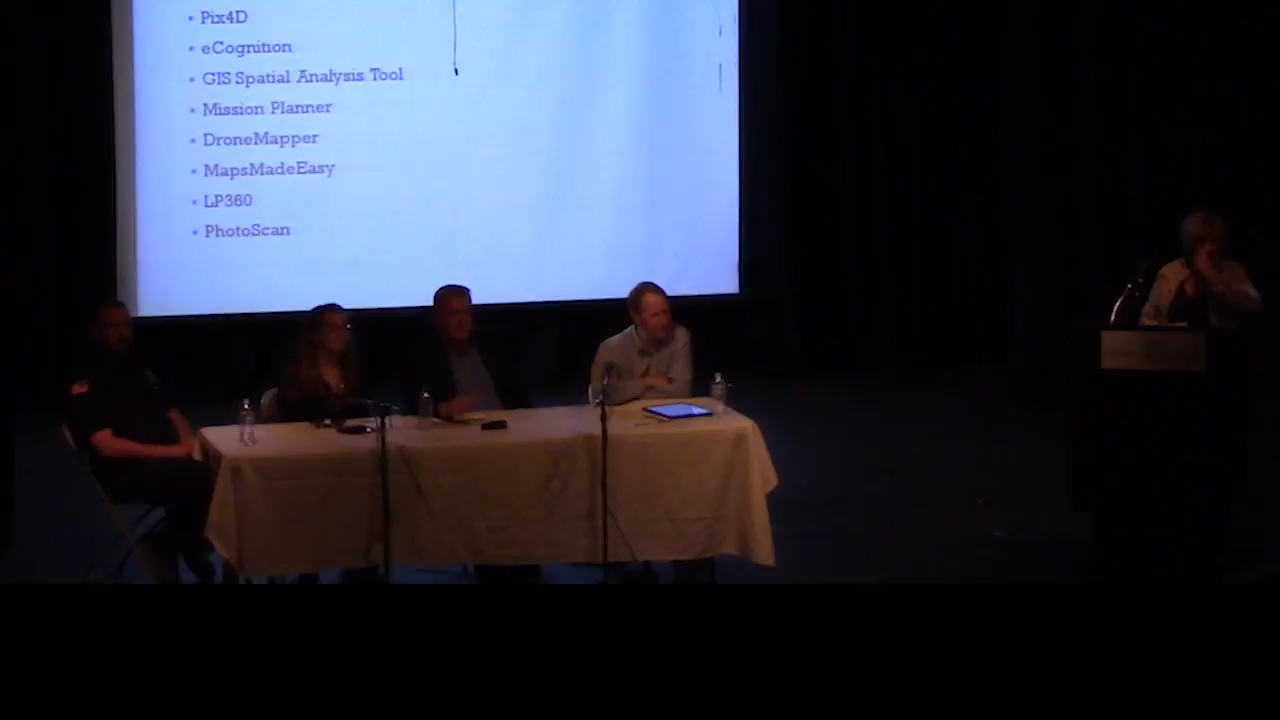 • Pix4D
• eCognition
• GIS Spatial Analysis Tool
• Mission Planner
• DroneMapper
• MapsMadeEasy
• LP360
• PhotoScan